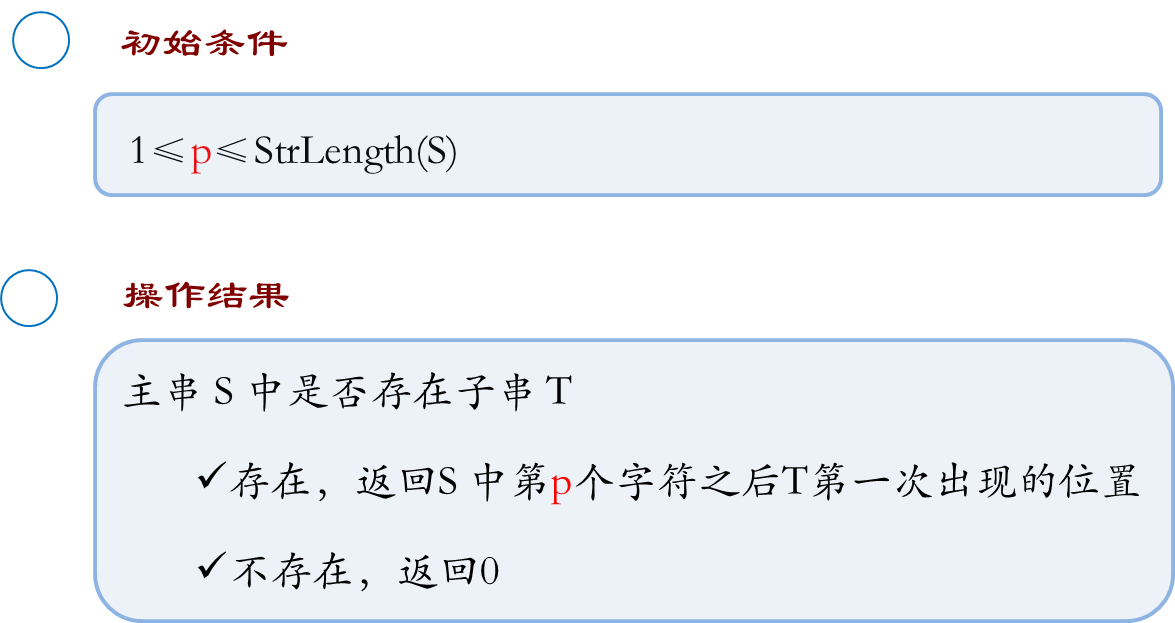 初始条件
1≤p≤StrLength(S)
操作结果
主串 S 中是否存在子串 T
✓存在，返回S 中第p个字符之后T第一次出现的位置
✓不存在，返回0